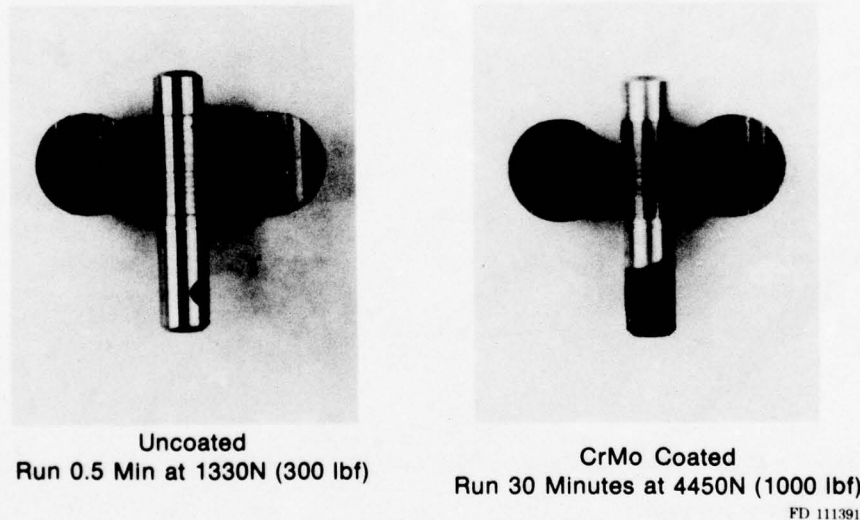 Uncoated
Run 0.5 Min at 1330N (300 lbf)
CrMo Coated
Run 30 Minutes at 4450N (1000 lbf)
FD 111391